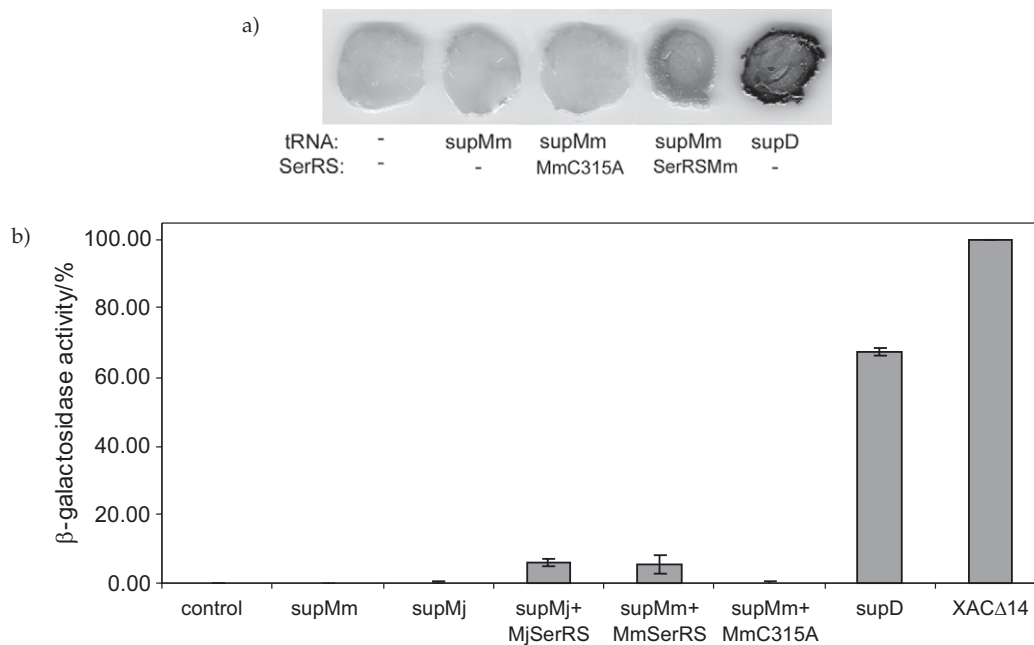 a)
tRNA: - supMm supMm supMm supD
SerRS: - - MmC315A SerRSMm -
b)
β-galactosidase activity/%
100.00
80.00
60.00
40.00
20.00
0.00
control supMm supMj supMj+ supMm+ supMm+ supD XACΔ14
MjSerRS MmSerRS MmC315A